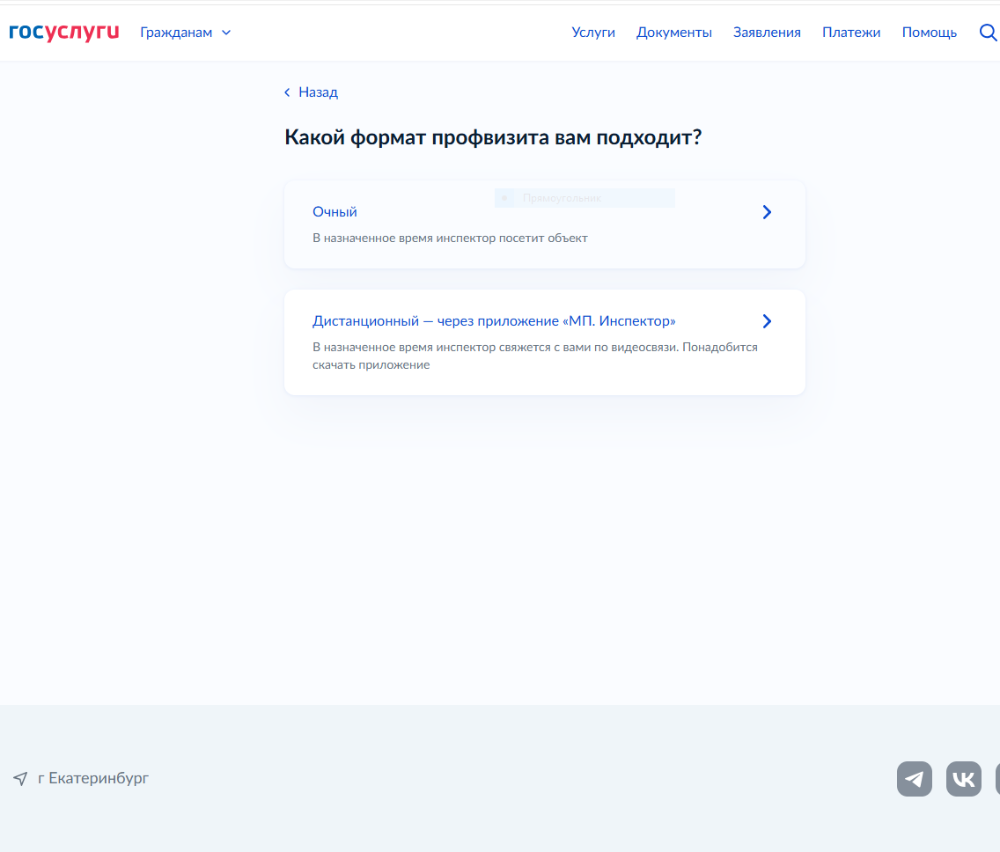 госуслуги Гражданам Услуги Документы Заявления Платежи Помощь
Назад
Какой формат профвизита вам подходит?
Прямоугольник
Очный
В назначенное время инспектор посетит объект
Дистанционный — через приложение «МП. Инспектор»
В назначенное время инспектор свяжется с вами по видеосвязи. Понадобится
скачать приложение
г Екатеринбург